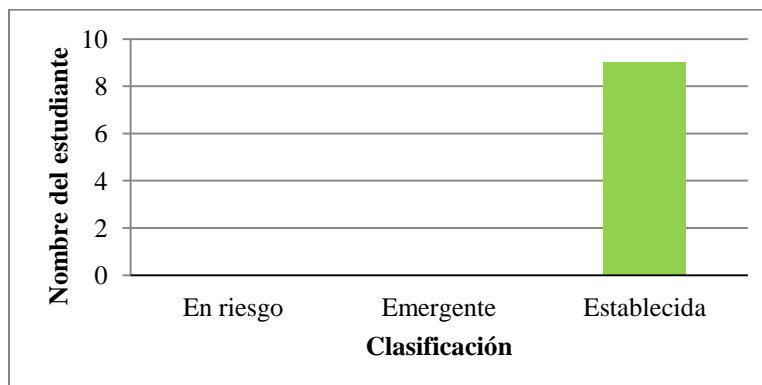 Nombre del estudiante
10
8
6
4
2
0
En riesgo Emergente Establecida
Clasificación